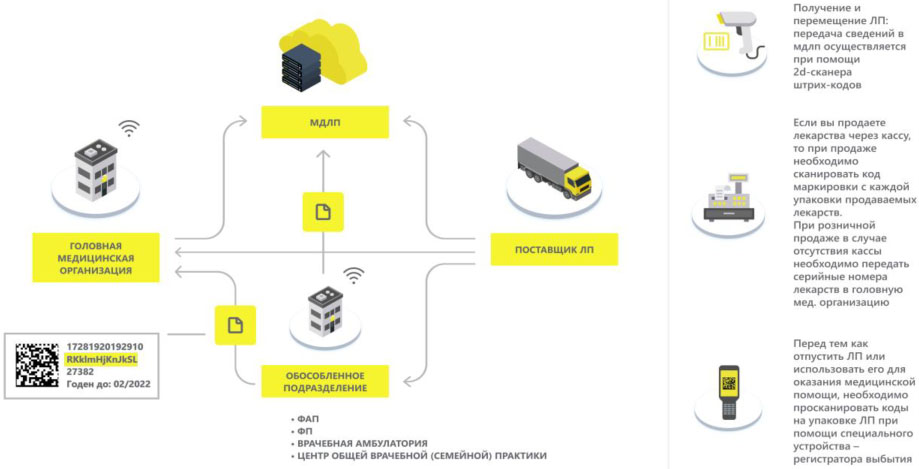 МДЛП
ГОЛОВНАЯ
МЕДИЦИНСКАЯ
ОРГАНИЗАЦИЯ
ПОСТАВЩИК ЛП
17281920192910
RKklmHjKnJkSL
27382
Годен до: 02/2022
ОБОСОБЛЕННОЕ
ПОДРАЗДЕЛЕНИЕ
• ФАП
• ФП
• ВРАЧЕБНАЯ АМБУЛАТОРИЯ
• ЦЕНТР ОБЩЕЙ ВРАЧЕБНОЙ (СЕМЕЙНОЙ) ПРАКТИКИ
Получение и
перемещение ЛП:
передача сведений в
мдлп осуществляется
при помощи
2d-сканера
штрих-кодов
Если вы продаете
лекарства через кассу,
то при продаже
необходимо
сканировать код
маркировки с каждой
упаковки продаваемых
лекарств.
При розничной
продаже в случае
отсутствия кассы
необходимо передать
серийные номера
лекарств в головную
мед. организацию
Перед тем как
отпустить ЛП или
использовать его для
оказания медицинской
помощи, необходимо
просканировать коды
на упаковке ЛП при
помощи специального
устройства –
регистратора выбытия